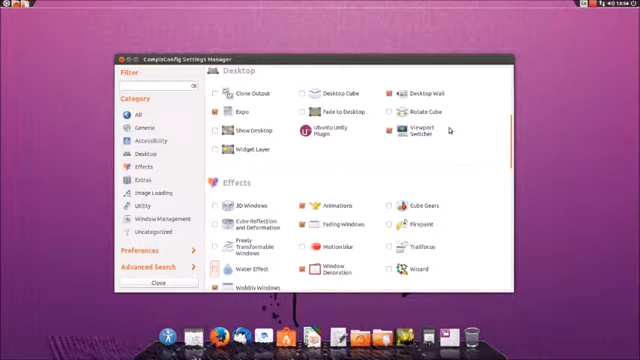 13:54
CompizConfig Settings Manager
Filter
Desktop
Clone Output
Desktop Cube
Desktop Wall
Category
All
Expo
Fade to Desktop
Rotate Cube
General
Show Desktop
Ubuntu Unity
Plugin
Viewport
Switcher
Accessibility
Widget Layer
Desktop
Effects
Effects
Extras
Image Loading
3D Windows
Animations
Cube Gears
Utility
Cube Reflection
and Deformation
Fading Windows
Firepaint
Window Management
Uncategorized
Freely
Transformable
Windows
Motion blur
Trailfocus
Preferences
Advanced Search
Water Effect
Window
Decoration
Wizard
Close
Wobbly Windows